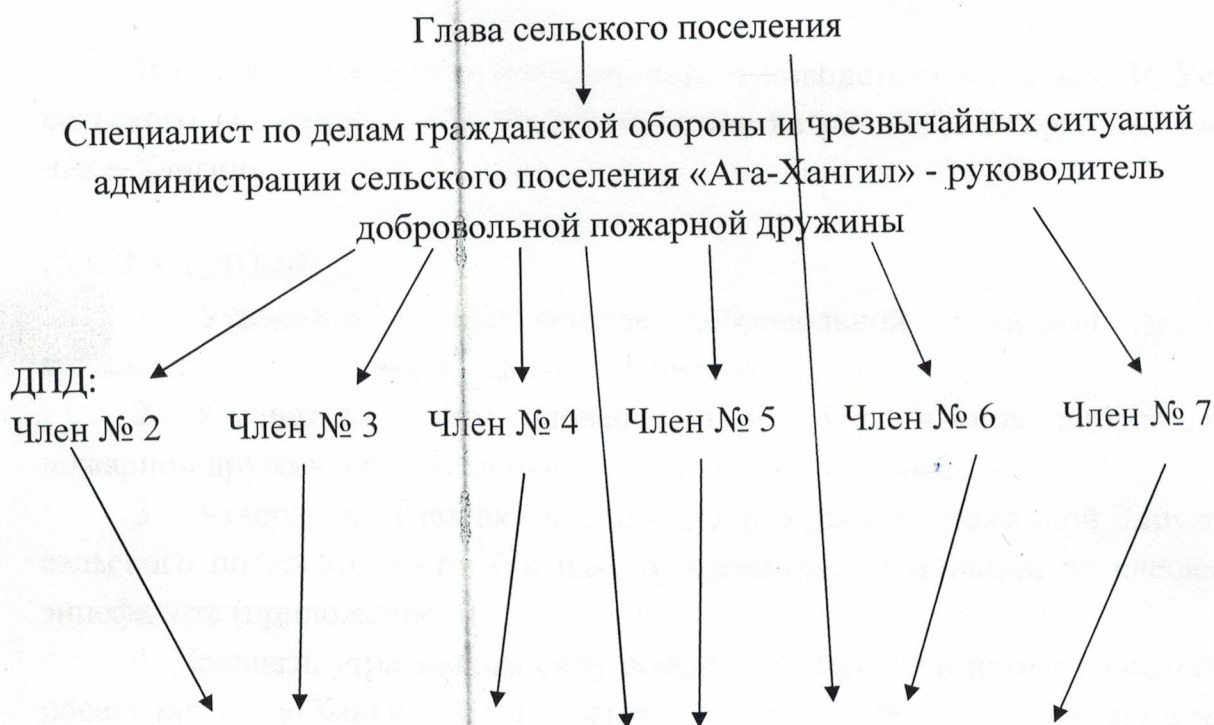 Глава сельского поселения
Специалист по делам гражданской обороны и чрезвычайных ситуаций
администрации сельского поселения «Ага-Хангил» - руководитель
добровольной пожарной дружины
ДПД:
Член № 2 Член № 3 Член № 4 Член № 5 Член № 6 Член № 7